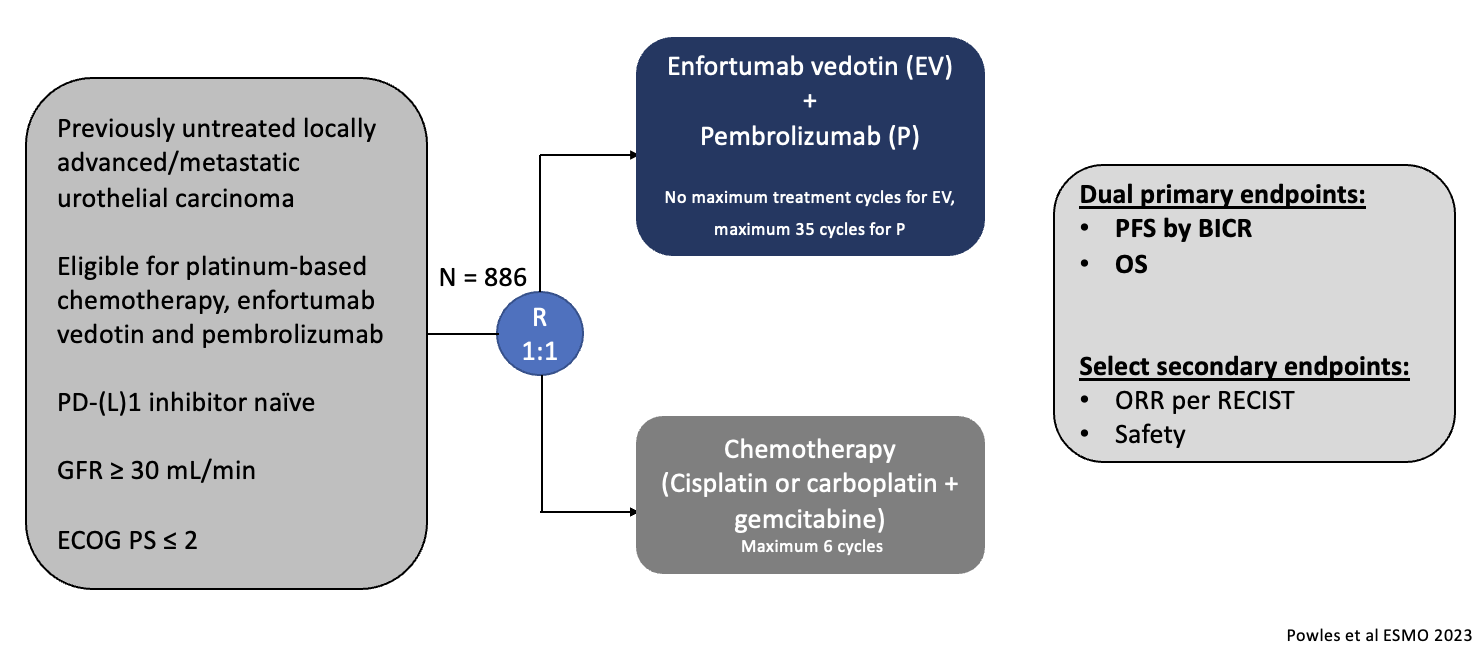 Previously untreated locally
advanced/metastatic
urothelial carcinoma
Eligible for platinum-based
chemotherapy, enfortumab
vedotin and pembrolizumab
PD-(L)1 inhibitor naïve
GFR ≥ 30 mL/min
ECOG PS ≤ 2
N = 886
R
1:1
Enfortumab vedotin (EV)
+
Pembrolizumab (P)
No maximum treatment cycles for EV,
maximum 35 cycles for P
Chemotherapy
(Cisplatin or carboplatin +
gemcitabine)
Maximum 6 cycles
Dual primary endpoints:
• PFS by BICR
• OS
Select secondary endpoints:
• ORR per RECIST
• Safety
Powles et al ESMO 2023